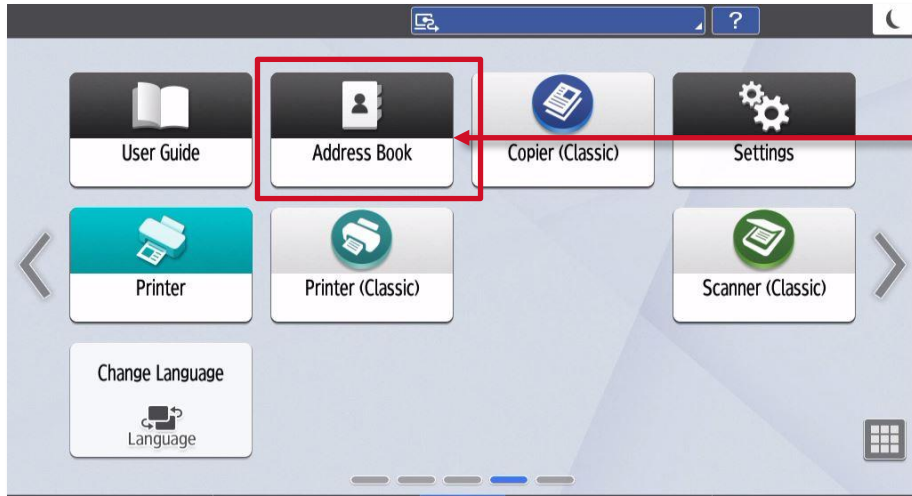 ?
User Guide
Address Book
Copier (Classic)
Settings
Printer
Printer (Classic)
Scanner (Classic)
Change Language
Language